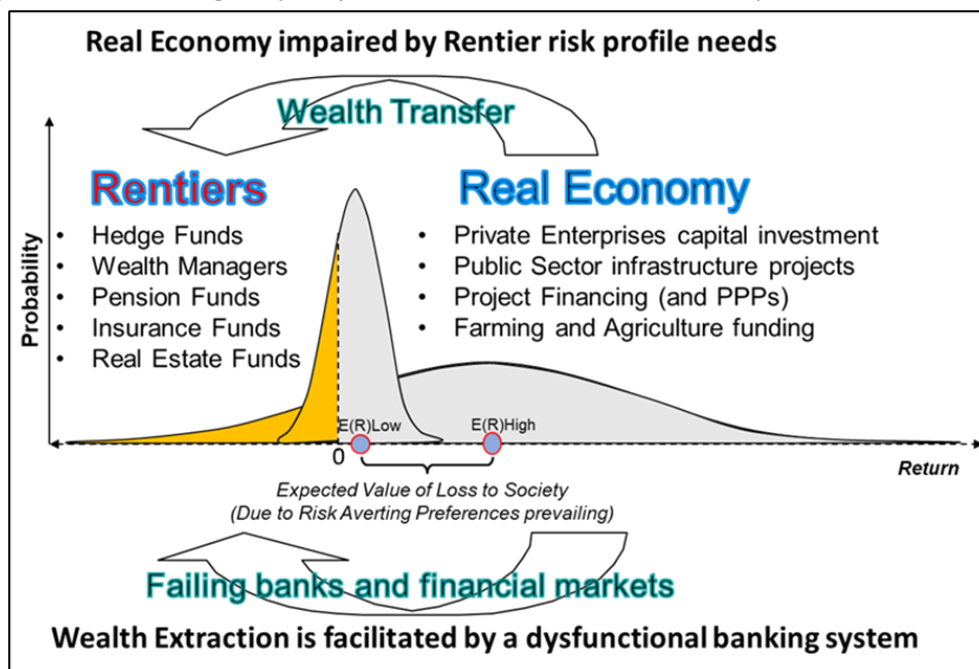 Real Economy impaired by Rentier risk profile needs
Wealth Transfer
Rentiers
• Hedge Funds
• Wealth Managers
• Pension Funds
• Insurance Funds
• Real Estate Funds
Real Economy
• Private Enterprises capital investment
• Public Sector infrastructure projects
• Project Financing (and PPPs)
• Farming and Agriculture funding
Probability
E(R)Low
E(R)High
0
Return
Expected Value of Loss to Society
(Due to Risk Averting Preferences prevailing)
Failing banks and financial markets
Wealth Extraction is facilitated by a dysfunctional banking system